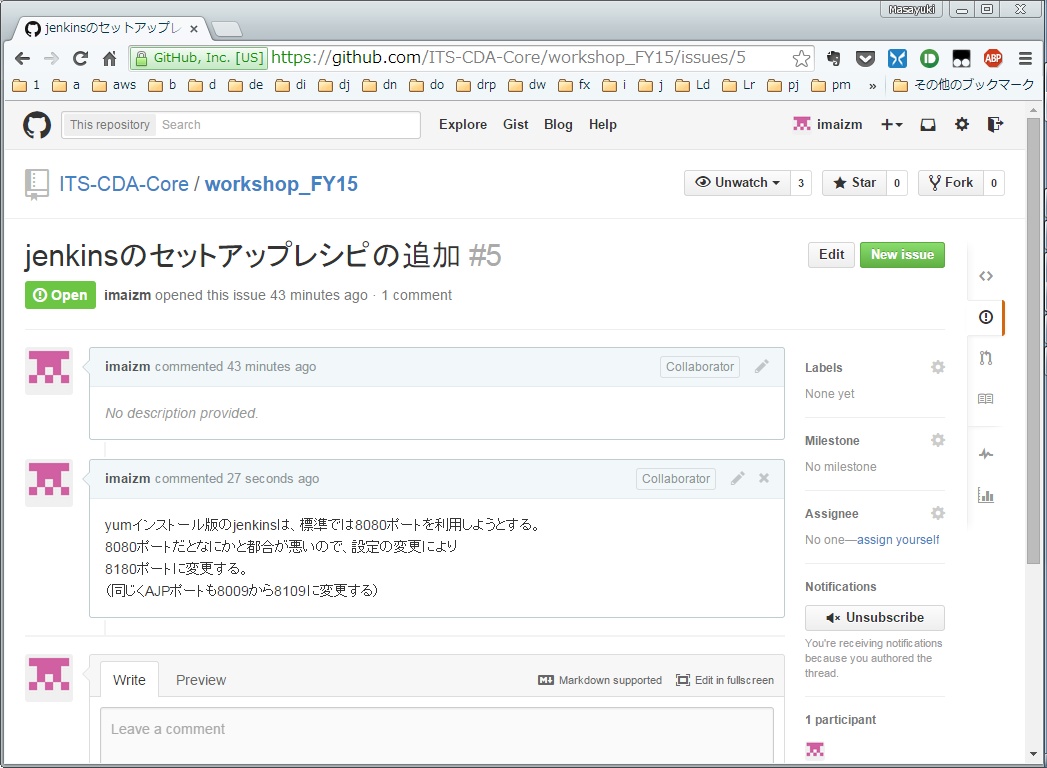 Masayuki
jenkinsのセットアップレ
GitHub, Inc. [US] https://github.com/ITS-CDA-Core/workshop_FY15/issues/5
ABP
1 a aws b d de di dj dn do drp dw fx i j Ld Lr pj pm » その他のブックマーク
This repository Search Explore Gist Blog Help imaizm
ITS-CDA-Core / workshop_FY15
Unwatch 3 Star 0 Fork 0
jenkinsのセットアップレシピの追加 #5
Edit New issue
Open imaizm opened this issue 43 minutes ago · 1 comment
imaizm commented 43 minutes ago Collaborator
No description provided.
imaizm commented 27 seconds ago Collaborator
yumインストール版のjenkinsは、標準では8080ポートを利用しようとする。
8080ポートだとなにかと都合が悪いので、設定の変更により
8180ポートに変更する。
（同じくAJPポートも8009から8109に変更する）
Write Preview Markdown supported Edit in fullscreen
Leave a comment
Labels
None yet
Milestone
No milestone
Assignee
No one—assign yourself
Notifications
Unsubscribe
You're receiving notifications
because you authored the
thread.
1 participant